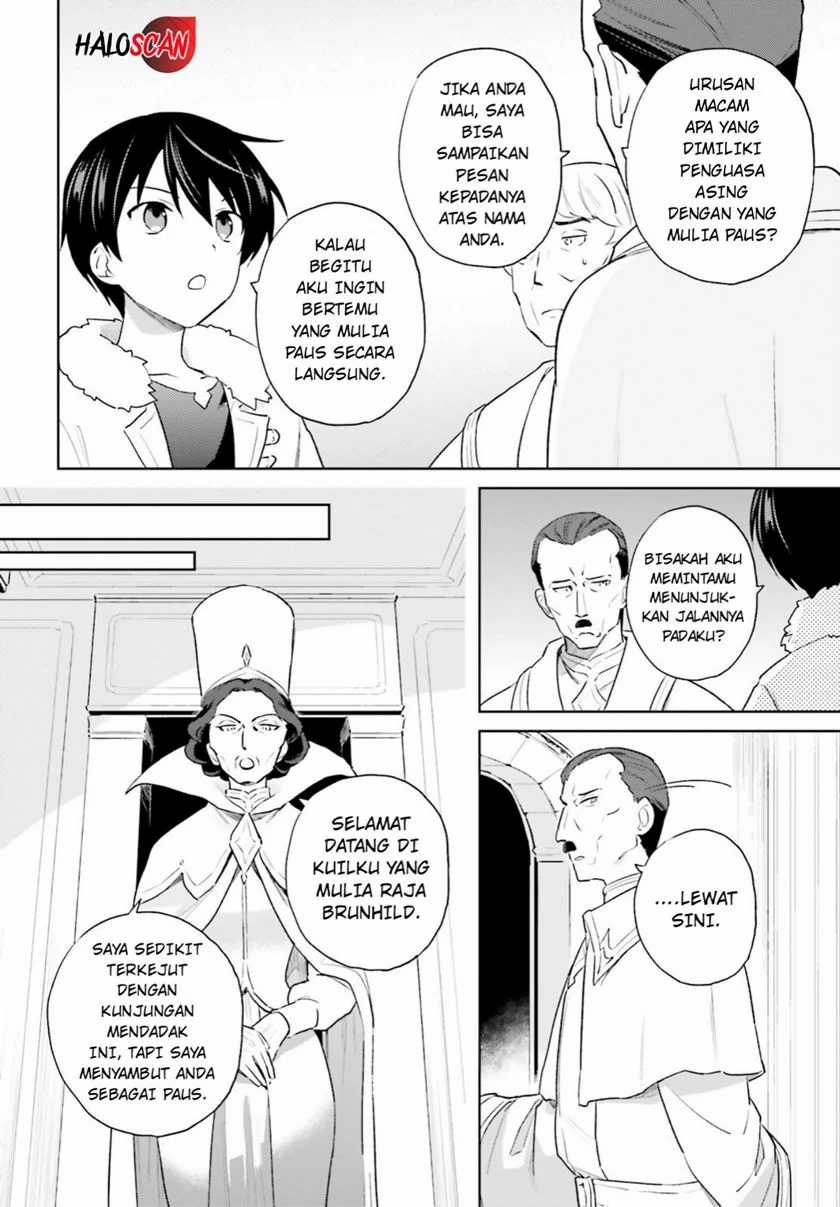 HALOSCAN
URUSAN
MACAM
APA YANG
DIMILIKI
PENGUASA
ASING
DENGAN YANG
MULIA PAUS?
JIKA ANDA
MAU, SAYA
BISA
SAMPAIKAN
PESAN
KEPADANYA
ATAS NAMA
ANDA.
KALAU
BEGITU
AKU INGIN
BERTEMU
YANG MULIA
PAUS SECARA
LANGSUNG.
BISAKAH AKU
MEMINTAMU
MENUNJUK-
KAN JALANNYA
PADAKU?
....LEWAT
SINI.
SELAMAT
DATANG DI
KUILKU YANG
MULIA RAJA
BRUNHILD.
SAYA SEDIKIT
TERKEJUT
DENGAN
KUNJUNGAN
MENDADAK
INI, TAPI SAYA
MENYAMBUT ANDA
SEBAGAI PAUS.